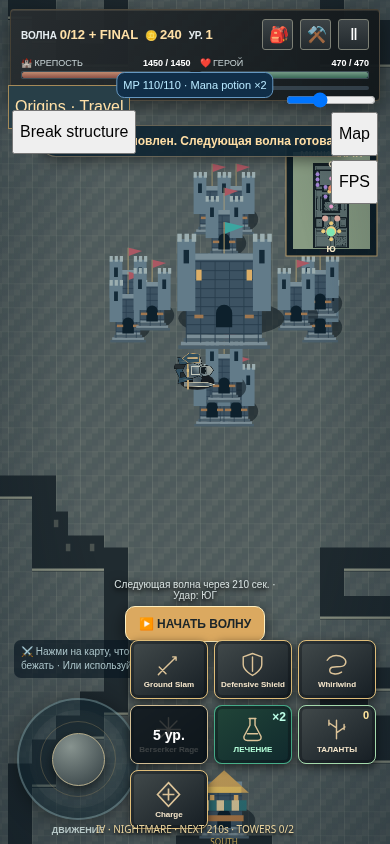 ВОЛНА 0/12 + FINAL 240 УР. 1
КРЕПОСТЬ 1450 / 1450 ГЕРОЙ 470 / 470
MP 110/110 · Mana potion ×2
Origins · Travel
Break structure
Map
овлен. Следующая волна готова
FPS
Ю
Следующая волна через 210 сек. ·
Удар: ЮГ
▶ НАЧАТЬ ВОЛНУ
⚔ Нажми на карту, что
бежать · Или используй
Ground Slam
Defensive Shield
Whirlwind
5 ур.
Berserker Rage
×2
ЛЕЧЕНИЕ
0
ТАЛАНТЫ
Charge
ДВИЖЕНИЕ
· NIGHTMARE · NEXT 210s · TOWERS 0/2
SOUTH